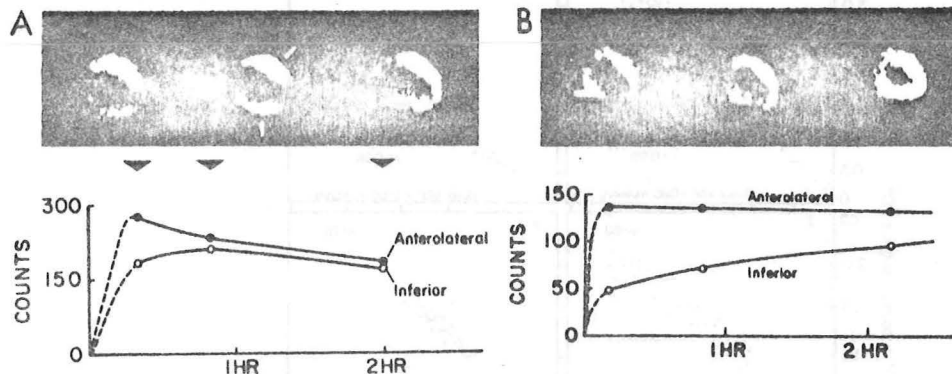 A
B
300
150
0
COUNTS
Anterolateral
Inferior
1HR
2HR
150
100
50
0
COUNTS
Anterolateral
Inferior
1HR
2HR